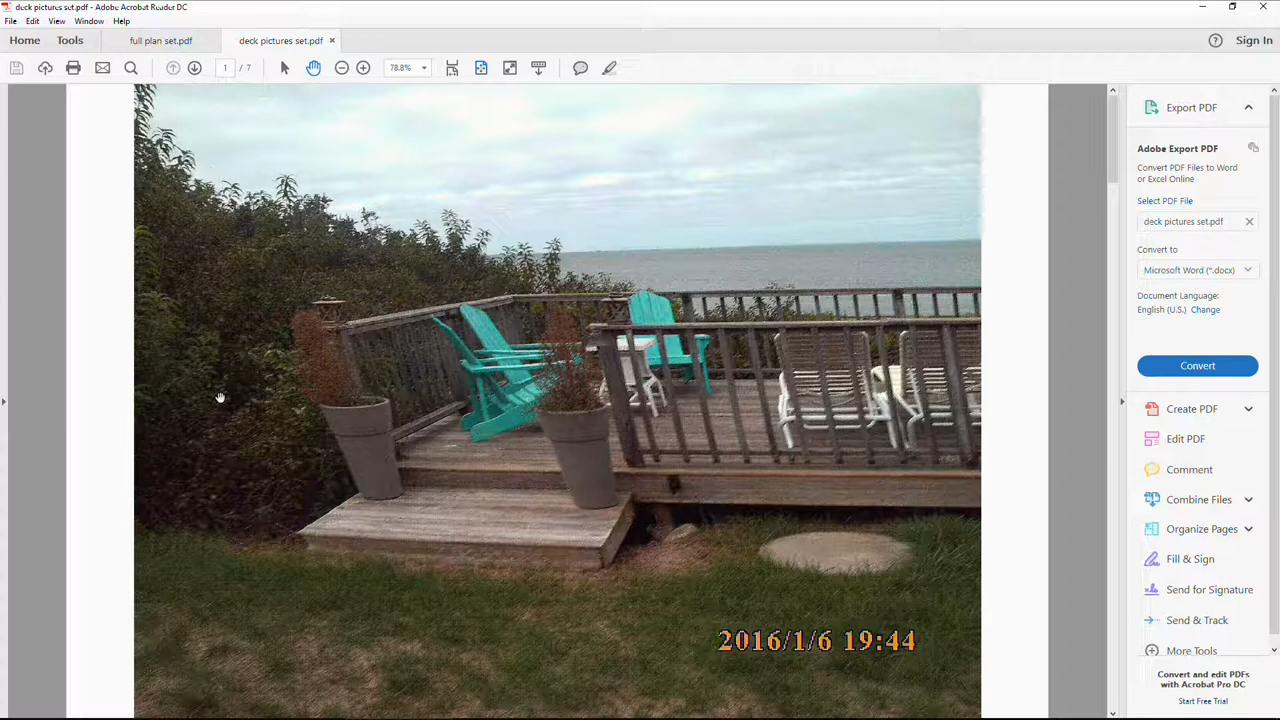 deck pictures set.pdf - Adobe Acrobat Reader DC
File Edit View Window Help
Home Tools full plan set.pdf deck pictures set.pdf × Sign In
1 / 7 78.8%
Export PDF
Adobe Export PDF
Convert PDF Files to Word
or Excel Online
Select PDF File
deck pictures set.pdf
Convert to
Microsoft Word (*.docx)
Document Language:
English (U.S.) Change
Convert
Create PDF
Edit PDF
Comment
Combine Files
Organize Pages
Fill & Sign
Send for Signature
Send & Track
More Tools
Convert and edit PDFs
with Acrobat Pro DC
Start Free Trial
2016/1/6 19:44